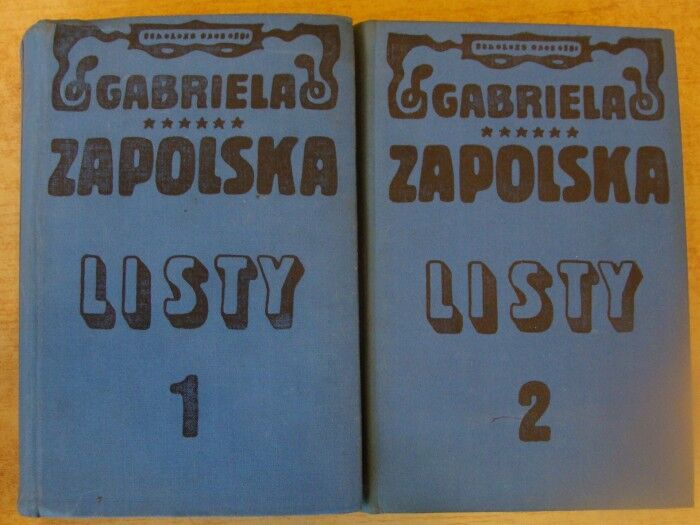 GABRIELA
ZAPOLSKA
LISTY
1
GABRIELA
ZAPOLSKA
LISTY
2